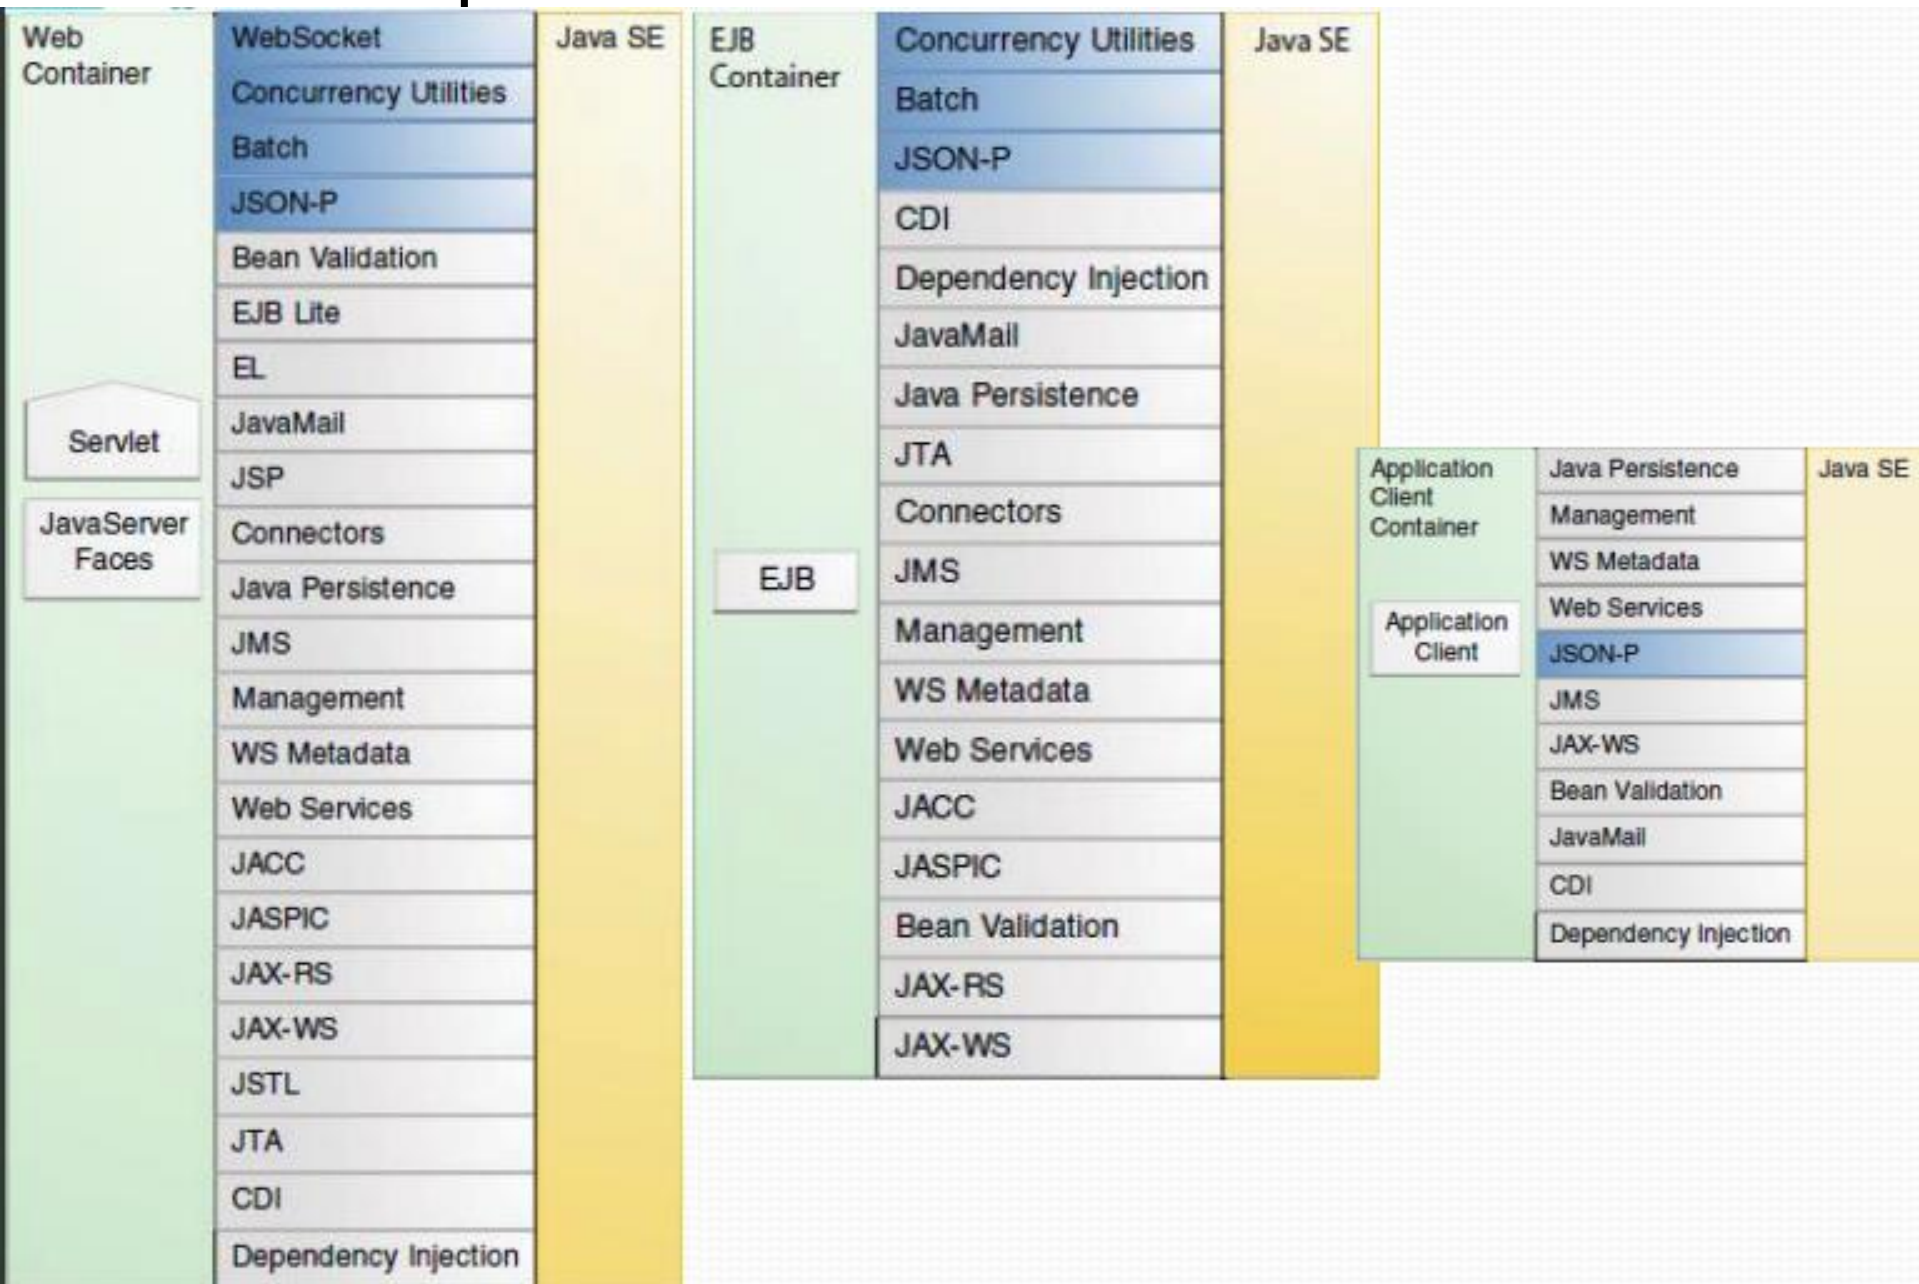 Web
Container
Servlet
JavaServer
Faces
WebSocket
Concurrency Utilities
Batch
JSON-P
Bean Validation
EJB Lite
EL
JavaMail
JSP
Connectors
Java Persistence
JMS
Management
WS Metadata
Web Services
JACC
JASPIC
JAX-RS
JAX-WS
JSTL
JTA
CDI
Dependency Injection
Java SE
EJB
Container
EJB
Concurrency Utilities
Batch
JSON-P
CDI
Dependency Injection
JavaMail
Java Persistence
JTA
Connectors
JMS
Management
WS Metadata
Web Services
JACC
JASPIC
Bean Validation
JAX-RS
JAX-WS
Java SE
Application
Client
Container
Application
Client
Java Persistence
Management
WS Metadata
Web Services
JSON-P
JMS
JAX-WS
Bean Validation
JavaMail
CDI
Dependency Injection
Java SE